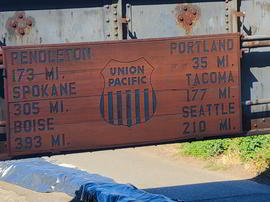 PENDLETON
173 MI.
SPOKANE
305 MI.
BOISE
393 MI.
UNION
PACIFIC
PORTLAND
35 MI.
TACOMA
177 MI.
SEATTLE
210 MI.